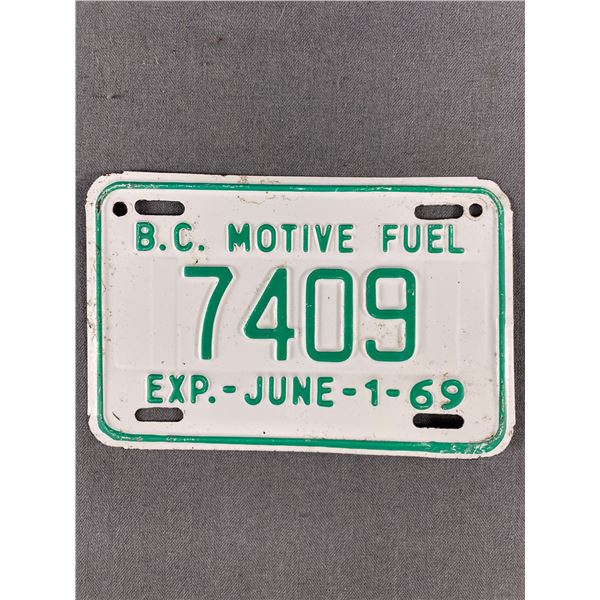 B.C. MOTIVE FUEL
7409
EXP.-JUNE-1-69